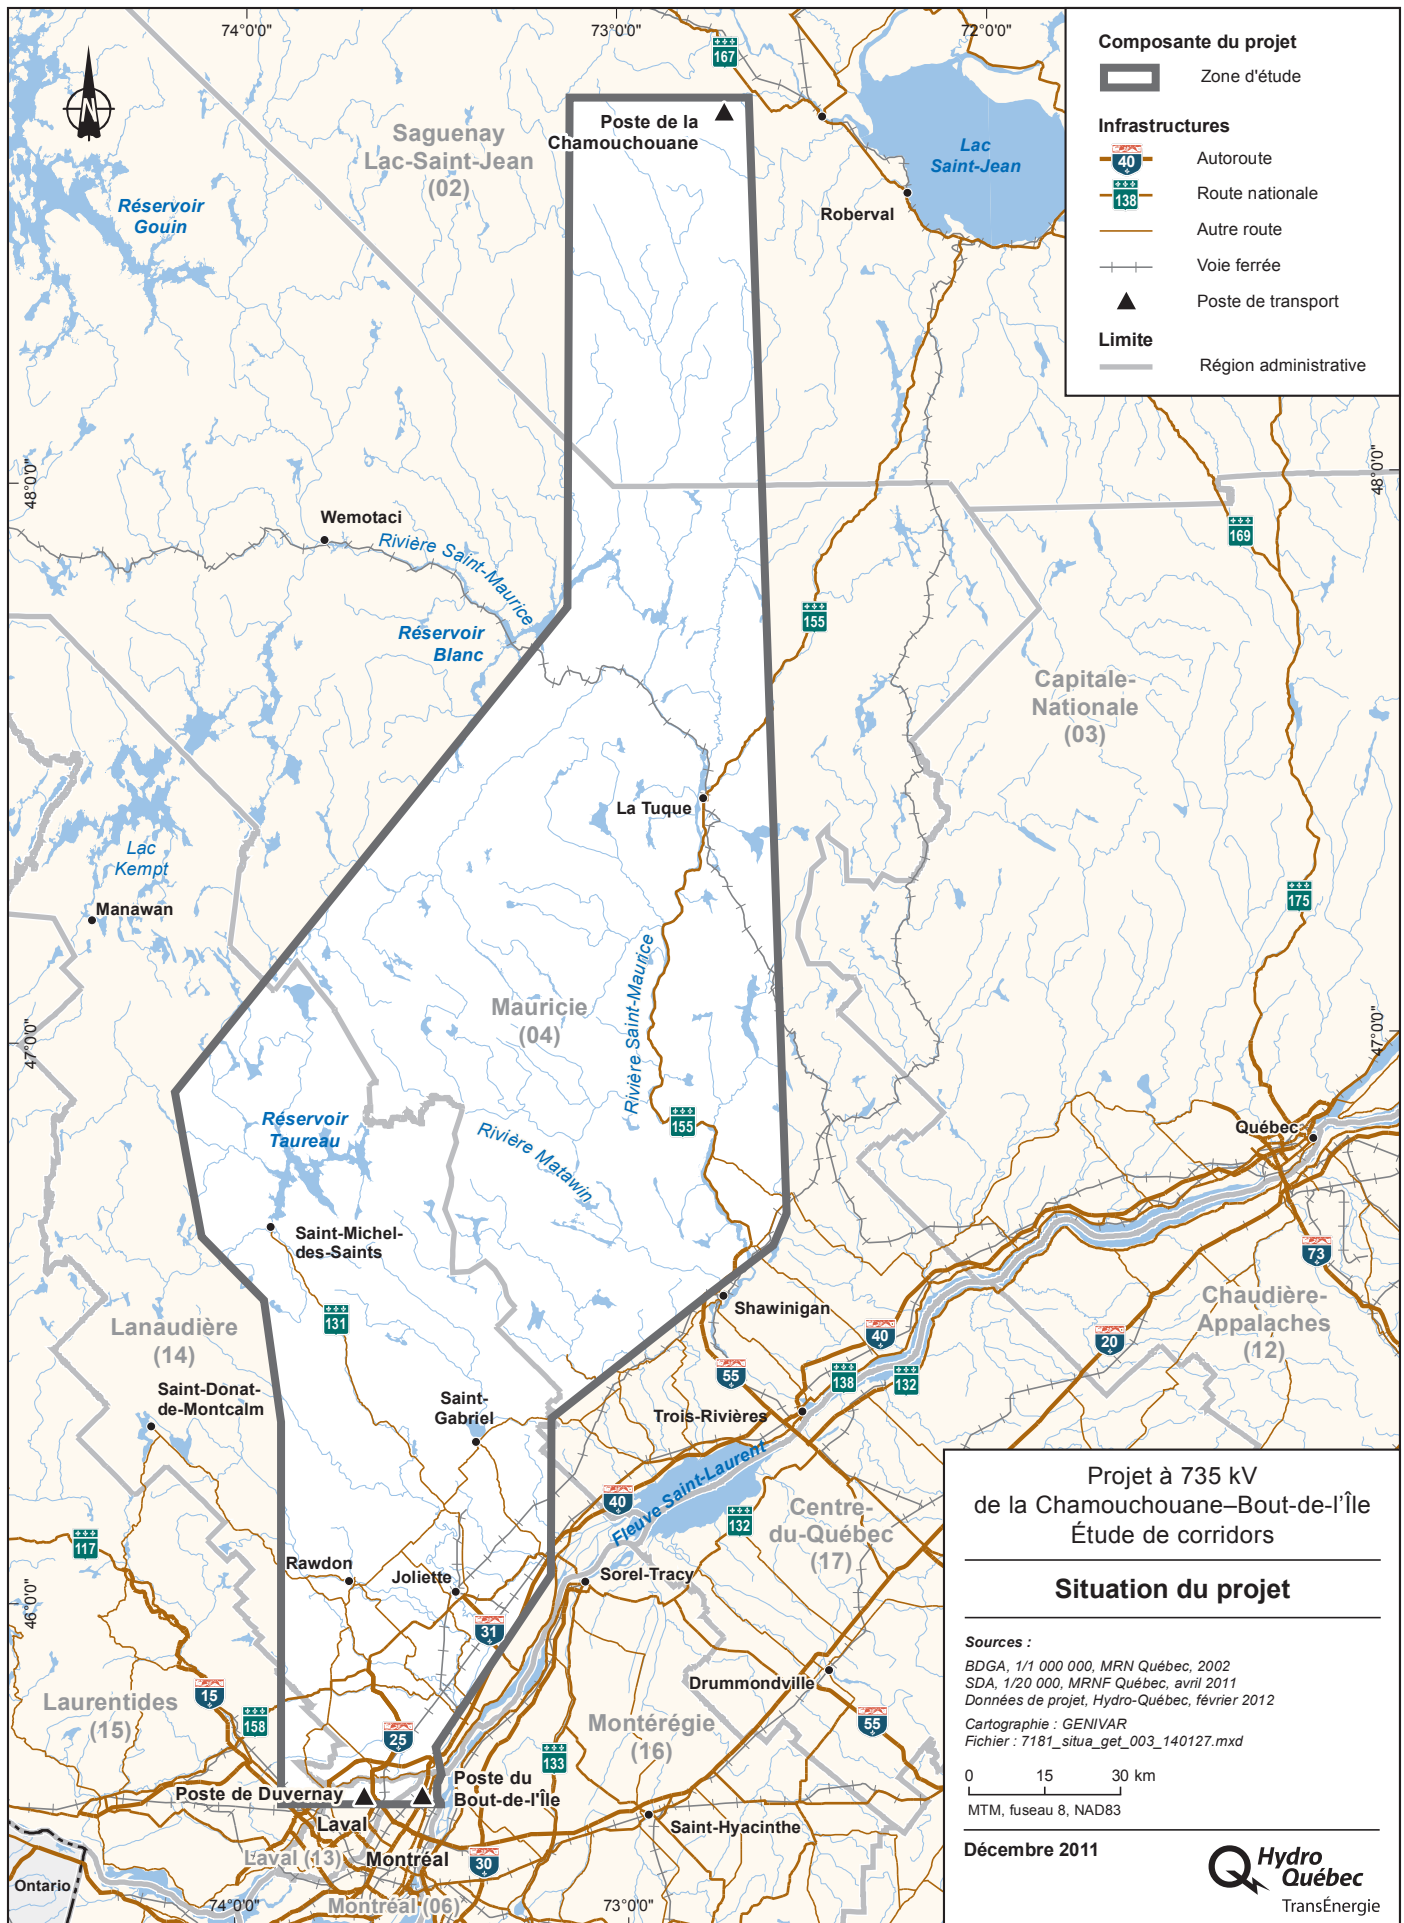 74°0'0"
73°0'0"
72°0'0"
167
Composante du projet
Zone d'étude
Infrastructures
40
Autoroute
138
Route nationale
Autre route
Voie ferrée
Poste de transport
Limite
Région administrative
N
Saguenay
Lac-Saint-Jean
(02)
Poste de la
Chamouchouane
Lac
Saint-Jean
Roberval
Réservoir
Gouin
48°0'0"
48°0'0"
Wemotaci
Rivière Saint-Maurice
Réservoir
Blanc
169
155
Capitale-
Nationale
(03)
La Tuque
Lac
Kempt
Manawan
175
Rivière Saint-Maurice
Mauricie
(04)
47°0'0"
47°0'0"
Réservoir
Taureau
155
Rivière Matawin
Québec
Saint-Michel-
des-Saints
73
Shawinigan
Chaudière-
Appalaches
(12)
131
Lanaudière
(14)
40
20
55
138
132
Saint-Donat-
de-Montcalm
Saint-
Gabriel
Trois-Rivières
Fleuve Saint-Laurent
40
132
Centre-
du-Québec
(17)
117
Rawdon
Joliette
Sorel-Tracy
46°0'0"
31
Drummondville
Laurentides
(15)
15
158
25
Montérégie
(16)
55
133
Poste de Duvernay
Poste du
Bout-de-l'Île
Laval
Saint-Hyacinthe
Laval (13)
Montréal
30
Ontario
74°0'0"
Montréal (06)
73°0'0"
Projet à 735 kV
de la Chamouchouane–Bout-de-l'Île
Étude de corridors
Situation du projet
Sources :
BDGA, 1/1 000 000, MRN Québec, 2002
SDA, 1/20 000, MRNF Québec, avril 2011
Données de projet, Hydro-Québec, février 2012
Cartographie : GENIVAR
Fichier : 7181_situa_get_003_140127.mxd
0 15 30 km
MTM, fuseau 8, NAD83
Décembre 2011
Hydro
Québec
TransÉnergie